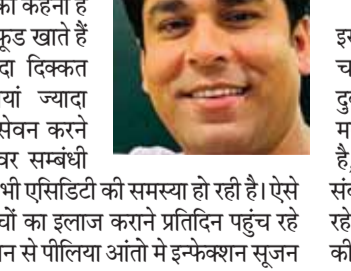 का कहना है
फूड खाते हैं
दा दिक्कत
यां ज्यादा
सेवन करने
वर सम्बंधी
भी एसिडिटी की समस्या हो रही है। ऐसे
चों का इलाज कराने प्रतिदिन पहुंच रहे
न से पीलिया आंतो मे इन्फेक्शन सूजन
इस
च
दु
म
है,
संव
रहे
की